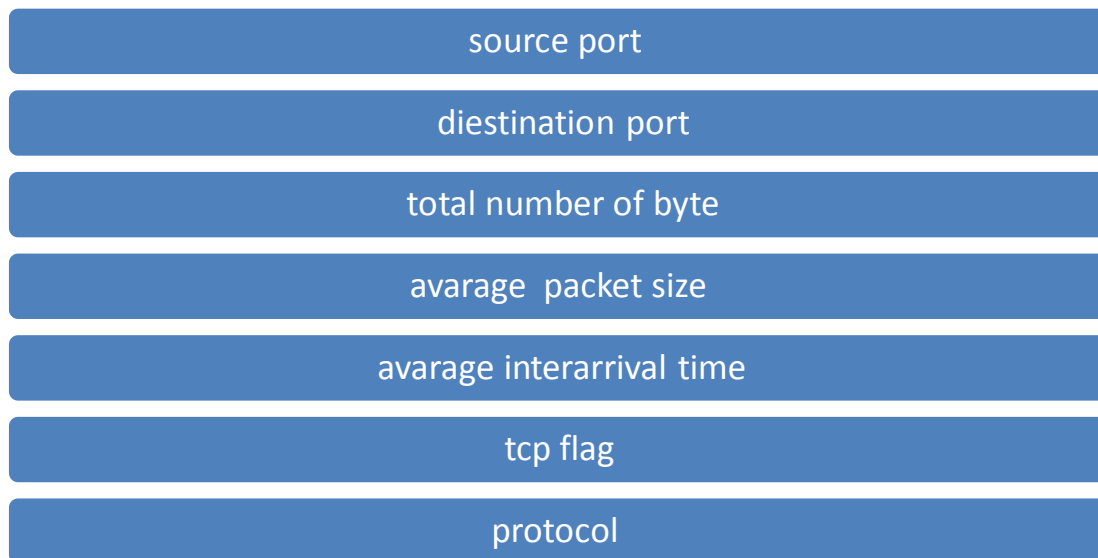 source port
diestination port
total number of byte
avarage packet size
avarage interarrival time
tcp flag
protocol